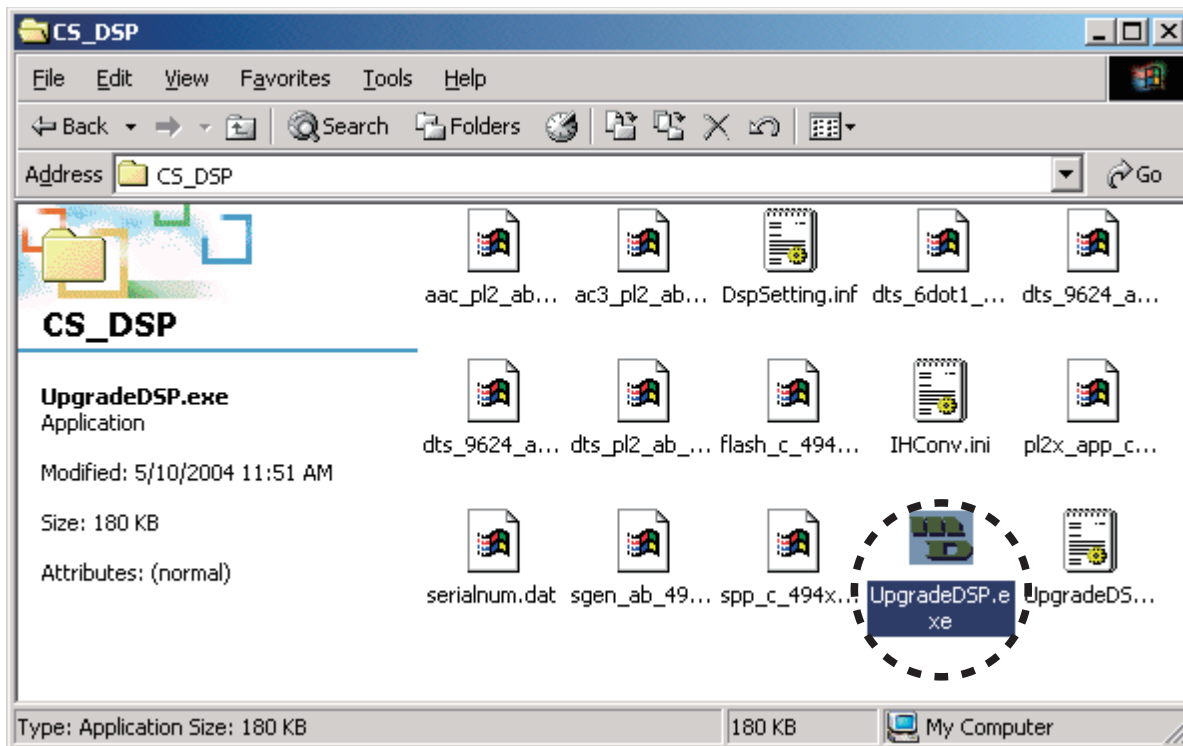 CS_DSP
File Edit View Favorites Tools Help
Back Search Folders
Address CS_DSP Go
CS_DSP
UpgradeDSP.exe
Application
Modified: 5/10/2004 11:51 AM
Size: 180 KB
Attributes: (normal)
aac_pl2_ab... ac3_pl2_ab... DspSetting.inf dts_6dot1_... dts_9624_a...
dts_9624_a... dts_pl2_ab_... flash_c_494... IHConv.ini pl2x_app_c...
serialnum.dat sgen_ab_49... spp_c_494x... UpgradeDSP.e UpgradeDS...
xe
Type: Application Size: 180 KB 180 KB My Computer